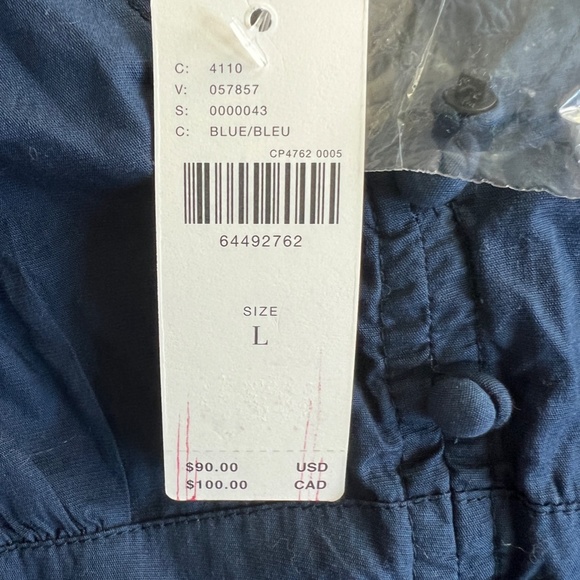 C: 4110
V: 057857
S: 0000043
C: BLUE/BLEU
CP4762 0005
64492762
SIZE
L
$90.00 USD
$100.00 CAD